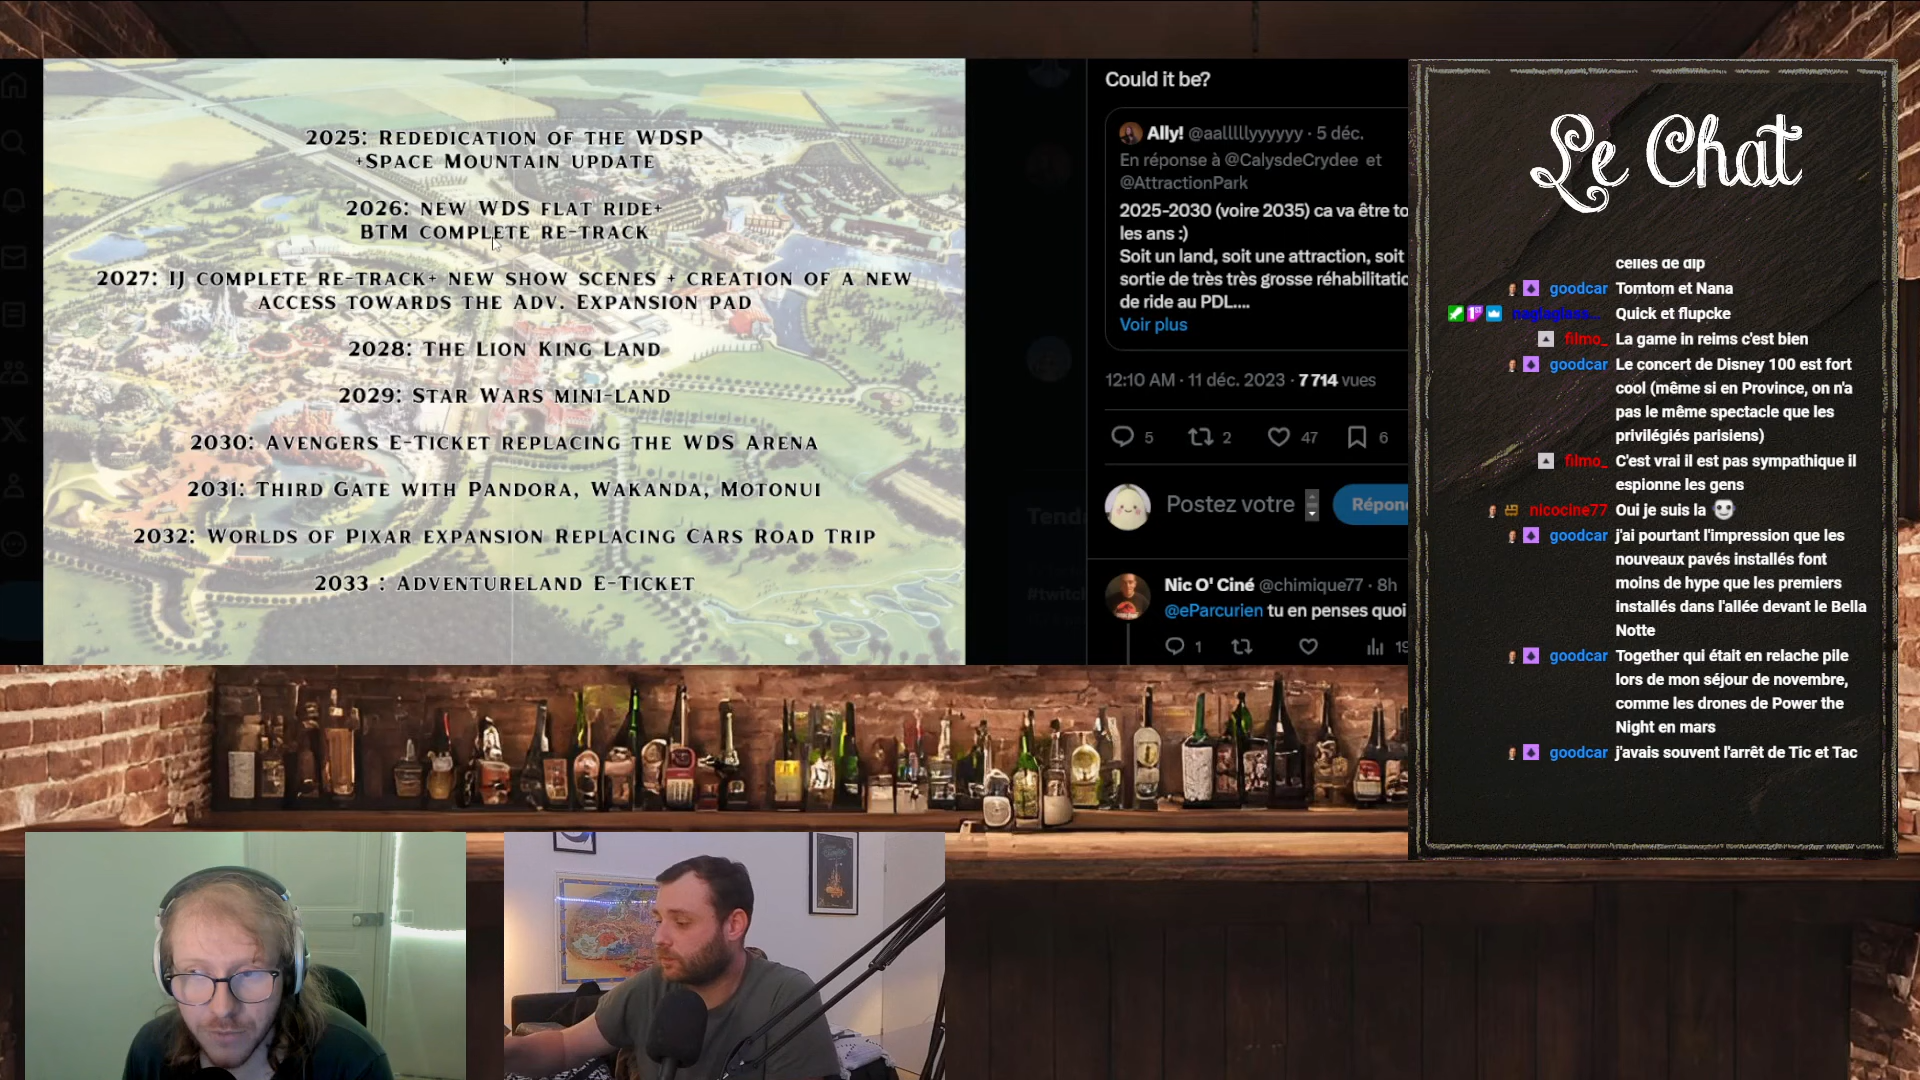 2025: Rededication of the WDSP
+Space Mountain update
2026: new WDS flat ride+
BTM complete re-track
2027: IJ complete re-track+ new show scenes + creation of a new
access towards the Adv. Expansion pad
2028: The Lion King Land
2029: Star Wars mini-land
2030: Avengers E-Ticket replacing the WDS Arena
2031: Third Gate with Pandora, Wakanda, Motonui
2032: Worlds of Pixar expansion Replacing Cars Road Trip
2033 : Adventureland E-Ticket
Could it be?
Ally! @aalllllyyyyyy · 5 déc.
En réponse à @CalysdeCrydee et
@AttractionPark
2025-2030 (voire 2035) ca va être to
les ans :)
Soit un land, soit une attraction, soit
sortie de très très grosse réhabilitatio
de ride au PDL....
Voir plus
12:10 AM · 11 déc. 2023 · 7 714 vues
5 2 47 6
Postez votre
Répon
Nic O' Ciné @chimique77 · 8h
@eParcurien tu en penses quoi
1 19
Tend
#twitch
Le Chat
celles de dlp
goodcar Tomtom et Nana
Quick et flupcke
filmo_ La game in reims c'est bien
goodcar Le concert de Disney 100 est fort
cool (même si en Province, on n'a
pas le même spectacle que les
privilégiés parisiens)
filmo_ C'est vrai il est pas sympathique il
espionne les gens
nicocine77 Oui je suis la
goodcar j'ai pourtant l'impression que les
nouveaux pavés installés font
moins de hype que les premiers
installés dans l'allée devant le Bella
Notte
goodcar Together qui était en relache pile
lors de mon séjour de novembre,
comme les drones de Power the
Night en mars
goodcar j'avais souvent l'arrêt de Tic et Tac